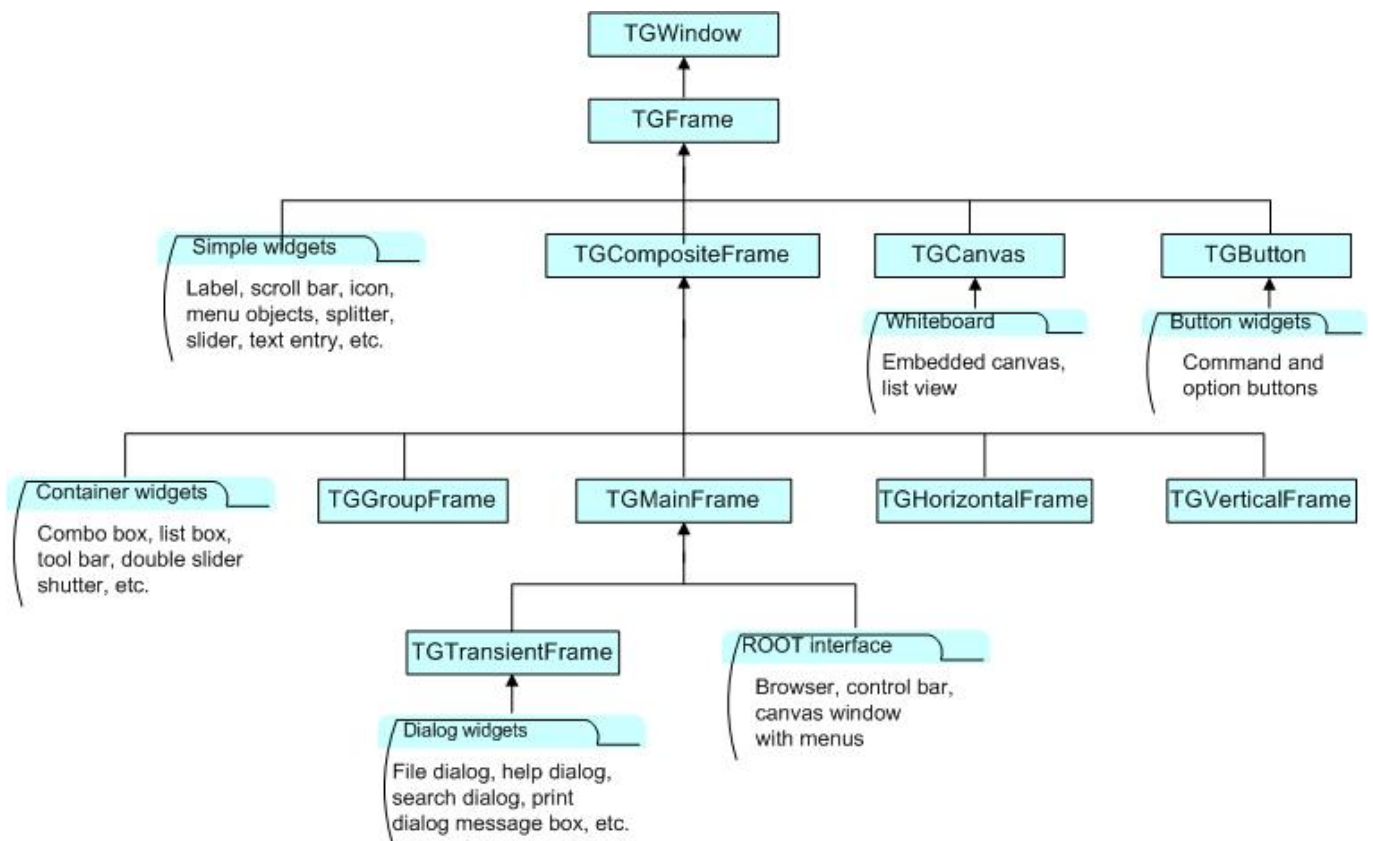 TGWindow
TGFrame
Simple widgets
Label, scroll bar, icon,
menu objects, splitter,
slider, text entry, etc.
TGCompositeFrame
TGCanvas
Whiteboard
Embedded canvas,
list view
TGButton
Button widgets
Command and
option buttons
Container widgets
Combo box, list box,
tool bar, double slider
shutter, etc.
TGGroupFrame
TGMainFrame
TGHorizontalFrame
TGVerticalFrame
TGTransientFrame
Dialog widgets
File dialog, help dialog,
search dialog, print
dialog message box, etc.
ROOT interface
Browser, control bar,
canvas window
with menus